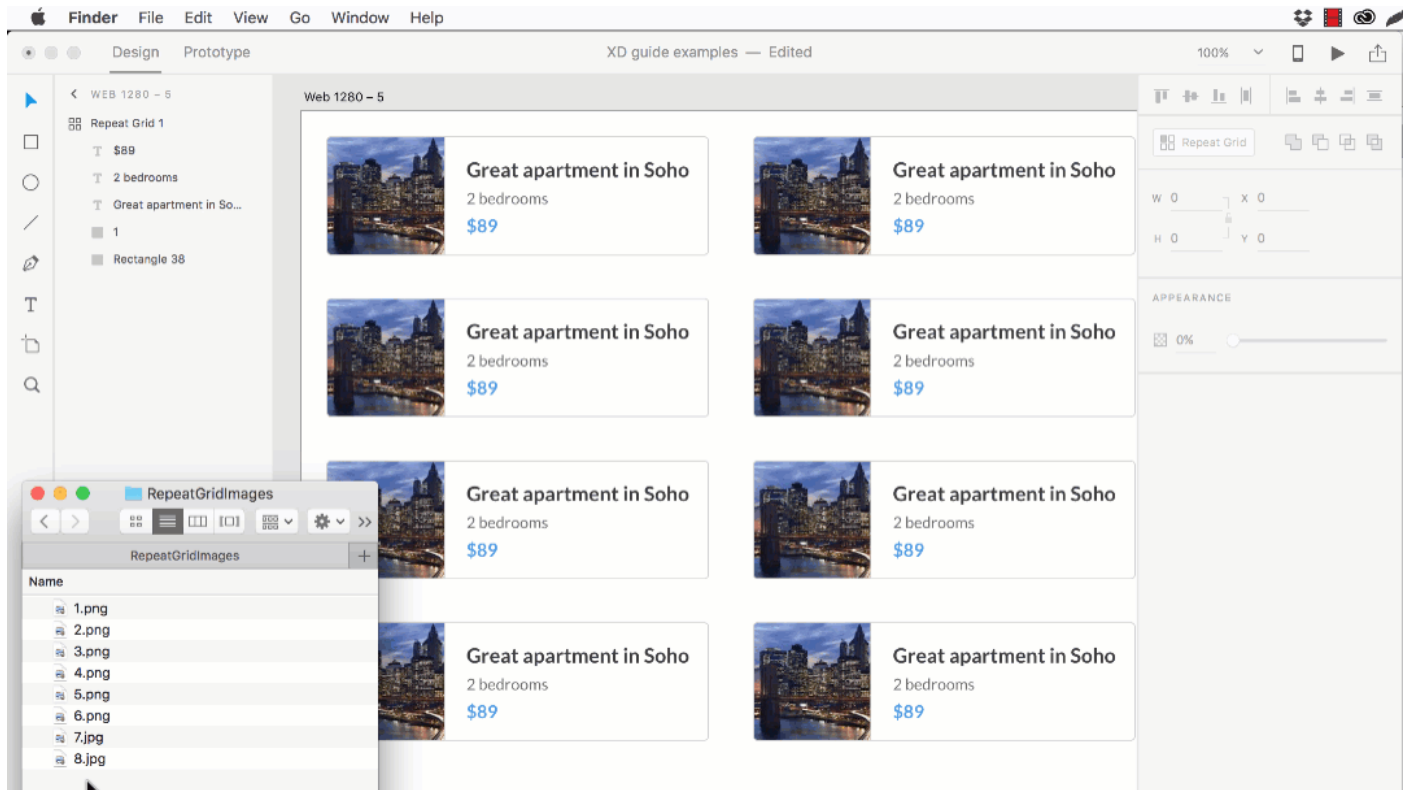 Finder File Edit View Go Window Help
Design Prototype XD guide examples — Edited 100%
WEB 1280 – 5
Repeat Grid 1
T $89
T 2 bedrooms
T Great apartment in So...
1
Rectangle 38
T
Web 1280 – 5
Great apartment in Soho
2 bedrooms
$89
Great apartment in Soho
2 bedrooms
$89
Great apartment in Soho
2 bedrooms
$89
Great apartment in Soho
2 bedrooms
$89
Great apartment in Soho
2 bedrooms
$89
Great apartment in Soho
2 bedrooms
$89
Great apartment in Soho
2 bedrooms
$89
Great apartment in Soho
2 bedrooms
$89
Repeat Grid
W 0 X 0
H 0 Y 0
APPEARANCE
0%
RepeatGridImages
RepeatGridImages
Name
1.png
2.png
3.png
4.png
5.png
6.png
7.jpg
8.jpg